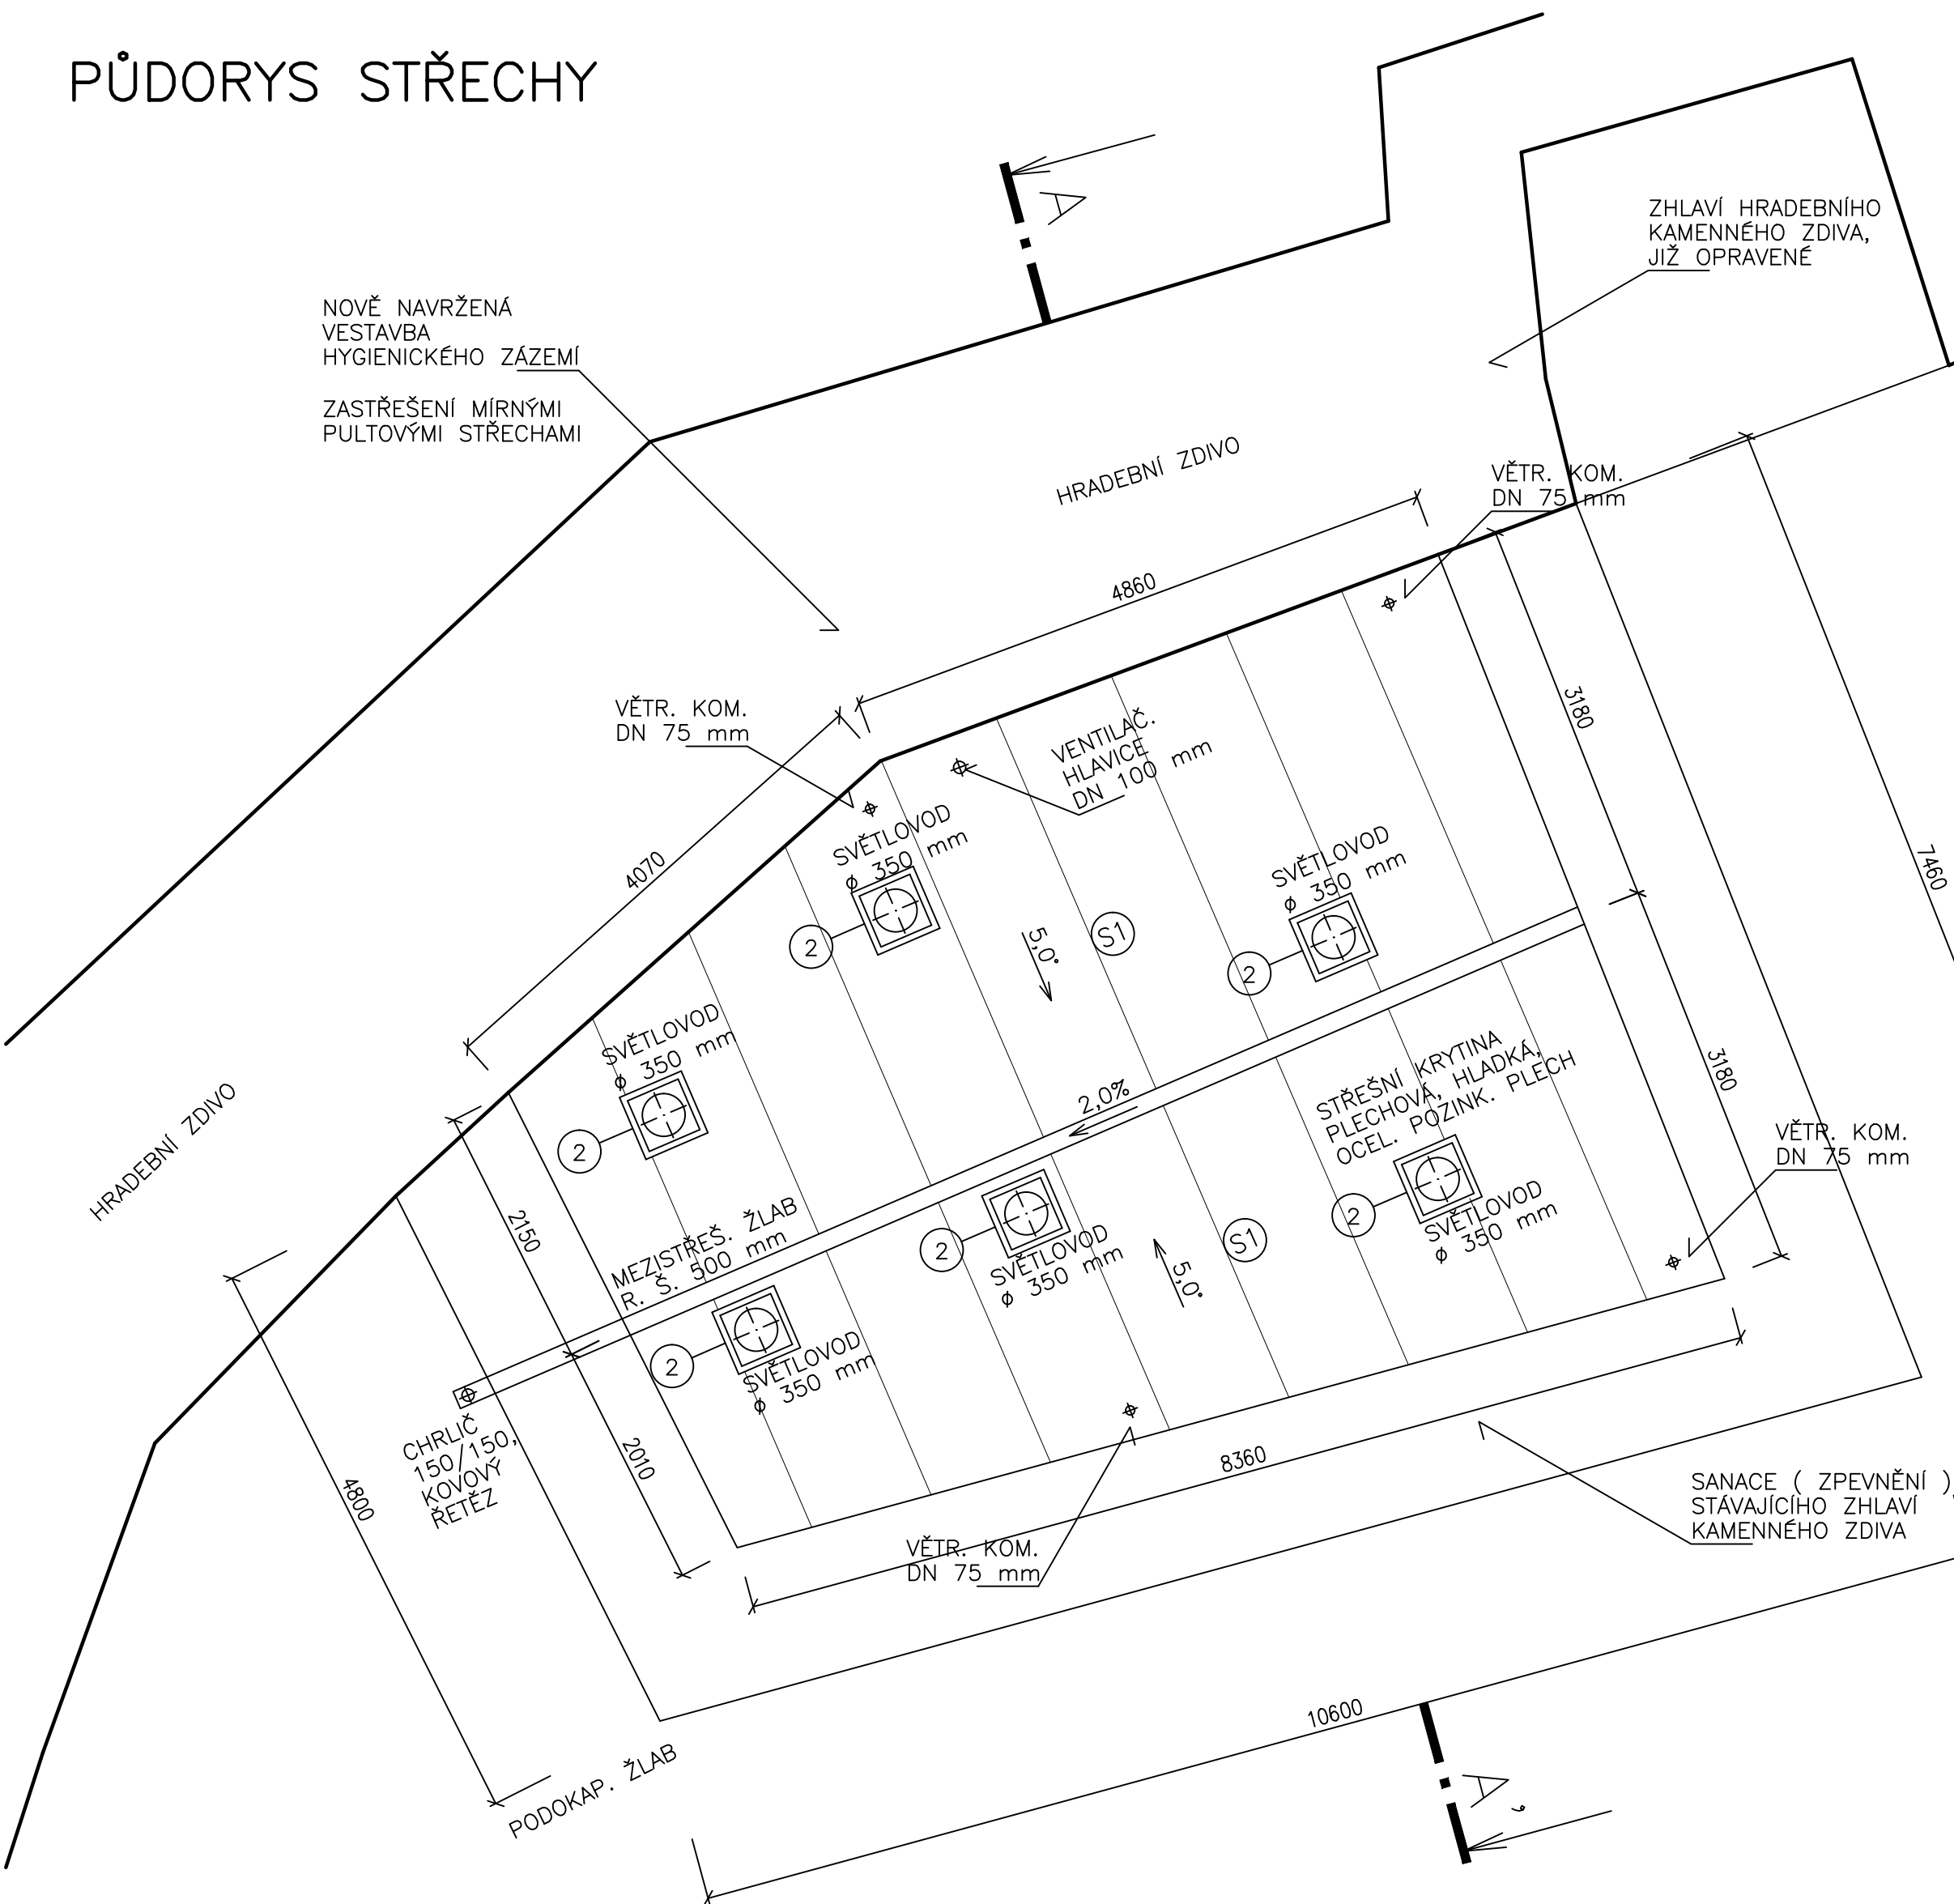 PŮDORYS STŘECHY
A
ZHLAVÍ HRADEBNÍHO
KAMENNÉHO ZDIVA,
JIŽ OPRAVENÉ
NOVĚ NAVRŽENÁ
VESTAVBA
HYGIENICKÉHO ZÁZEMÍ
ZASTŘEŠENÍ MÍRNÝMI
PULTOVÝMI STŘECHAMI
HRADEBNÍ ZDIVO
VĚTR. KOM.
DN 75 mm
4860
3180
VĚTR. KOM.
DN 75 mm
VENTILAČ.
HLAVICE
DN 100 mm
4070
SVĚTLOVOD
ϕ 350 mm
2
SVĚTLOVOD
ϕ 350 mm
2
7460
5,0°
S1
SVĚTLOVOD
ϕ 350 mm
2
HRADEBNÍ ZDIVO
2,0%
STŘEŠNÍ KRYTINA
PLECHOVÁ, HLADKÁ,
OCEL. POZINK. PLECH
3180
VĚTR. KOM.
DN 75 mm
2150
MEZISTŘEŠ. ŽLAB
R. Š. 500 mm
2
SVĚTLOVOD
ϕ 350 mm
S1
5,0°
2
SVĚTLOVOD
ϕ 350 mm
2
SVĚTLOVOD
ϕ 350 mm
CHRLIČ
150/150,
KOVOVÝ
ŘETĚZ
2010
4800
8360
SANACE ( ZPEVNĚNÍ ),
STÁVAJÍCÍHO ZHLAVÍ
KAMENNÉHO ZDIVA
VĚTR. KOM.
DN 75 mm
10600
PODOKAP. ŽLAB
A,